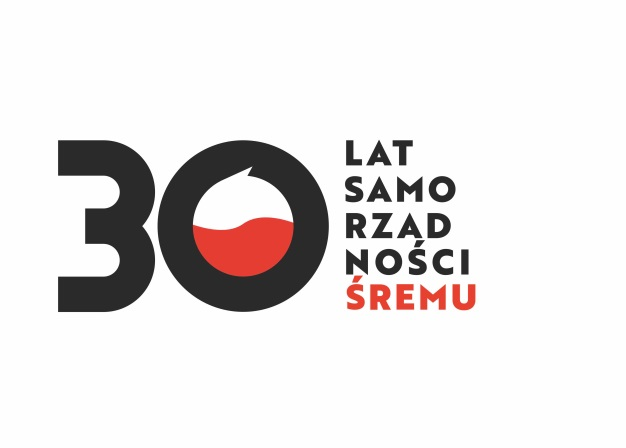 30
LAT
SAMO
RZĄD
NOŚCI
ŚREMU